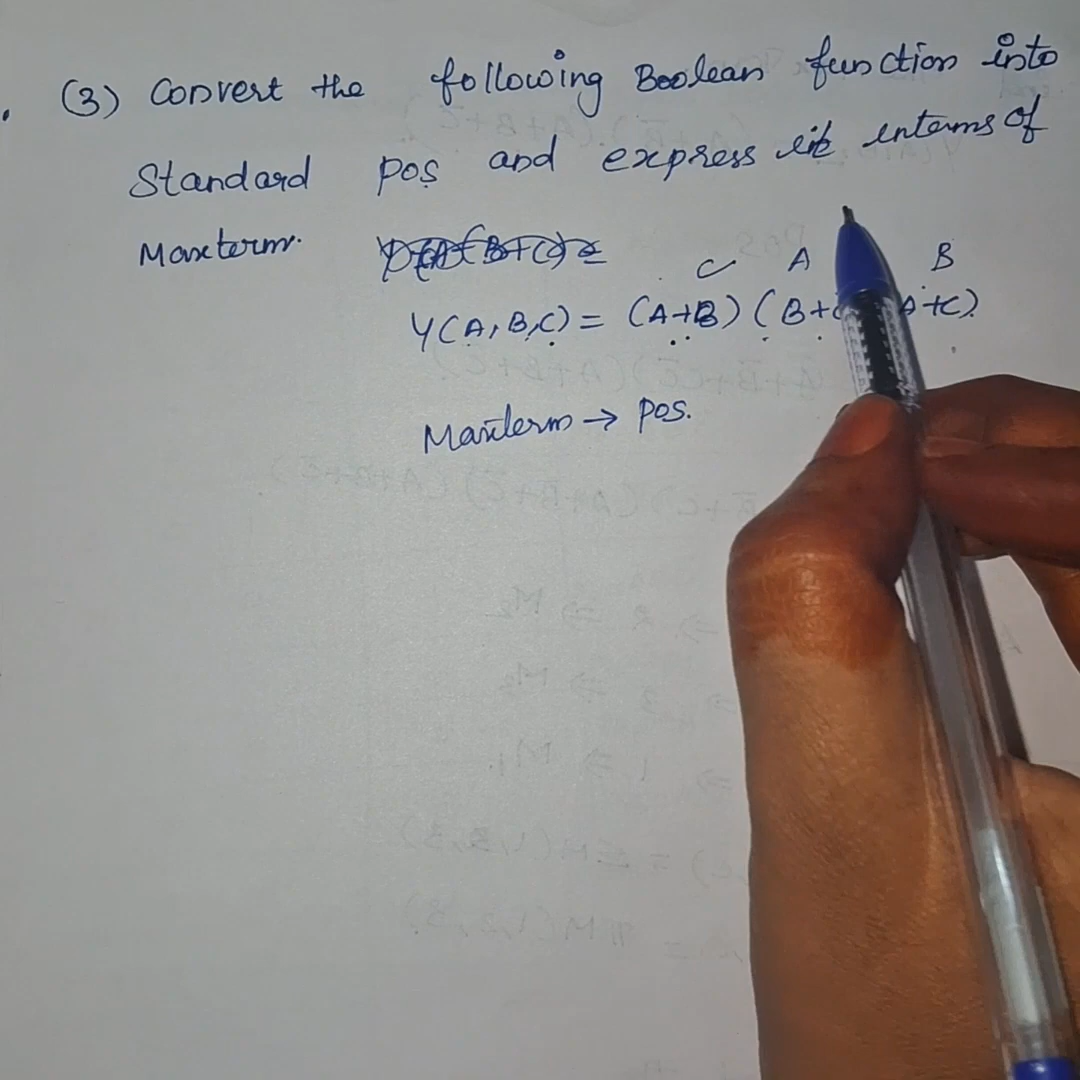 (3) Convert the following Boolean function into
Standard Pos and express it interms of
Maxterm.
C A B
Y(A, B, C) = (A+B) (B+C A+C).
Maxterm → Pos.